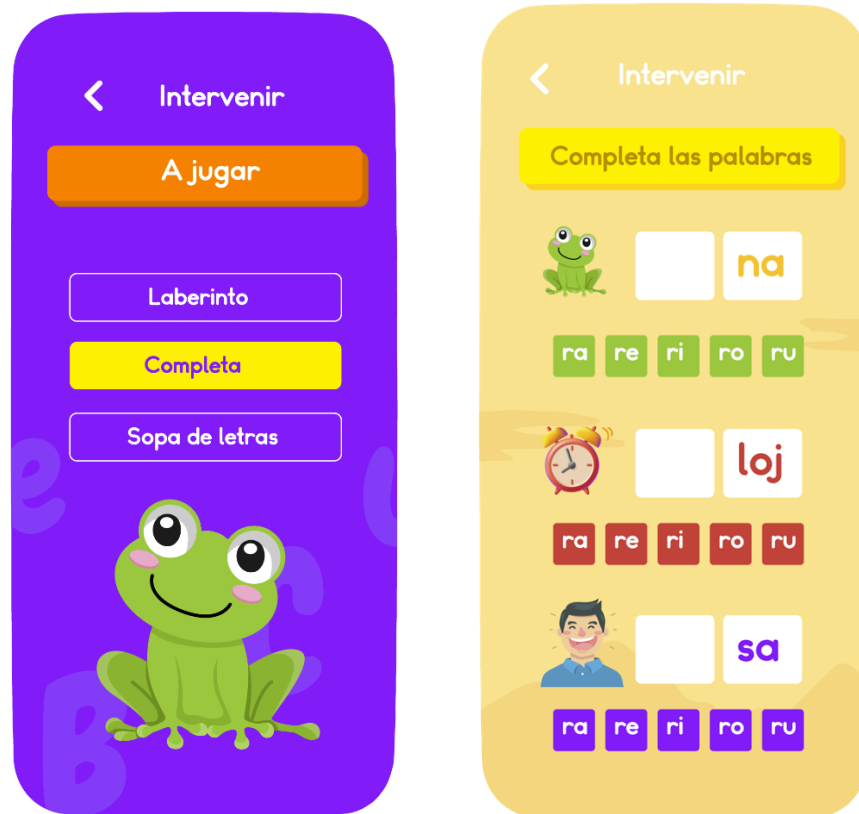 Intervenir
A jugar
Laberinto
Completa
Sopa de letras
e
B
Intervenir
Completa las palabras
na
ra re ri ro ru
loj
ra re ri ro ru
sa
ra re ri ro ru